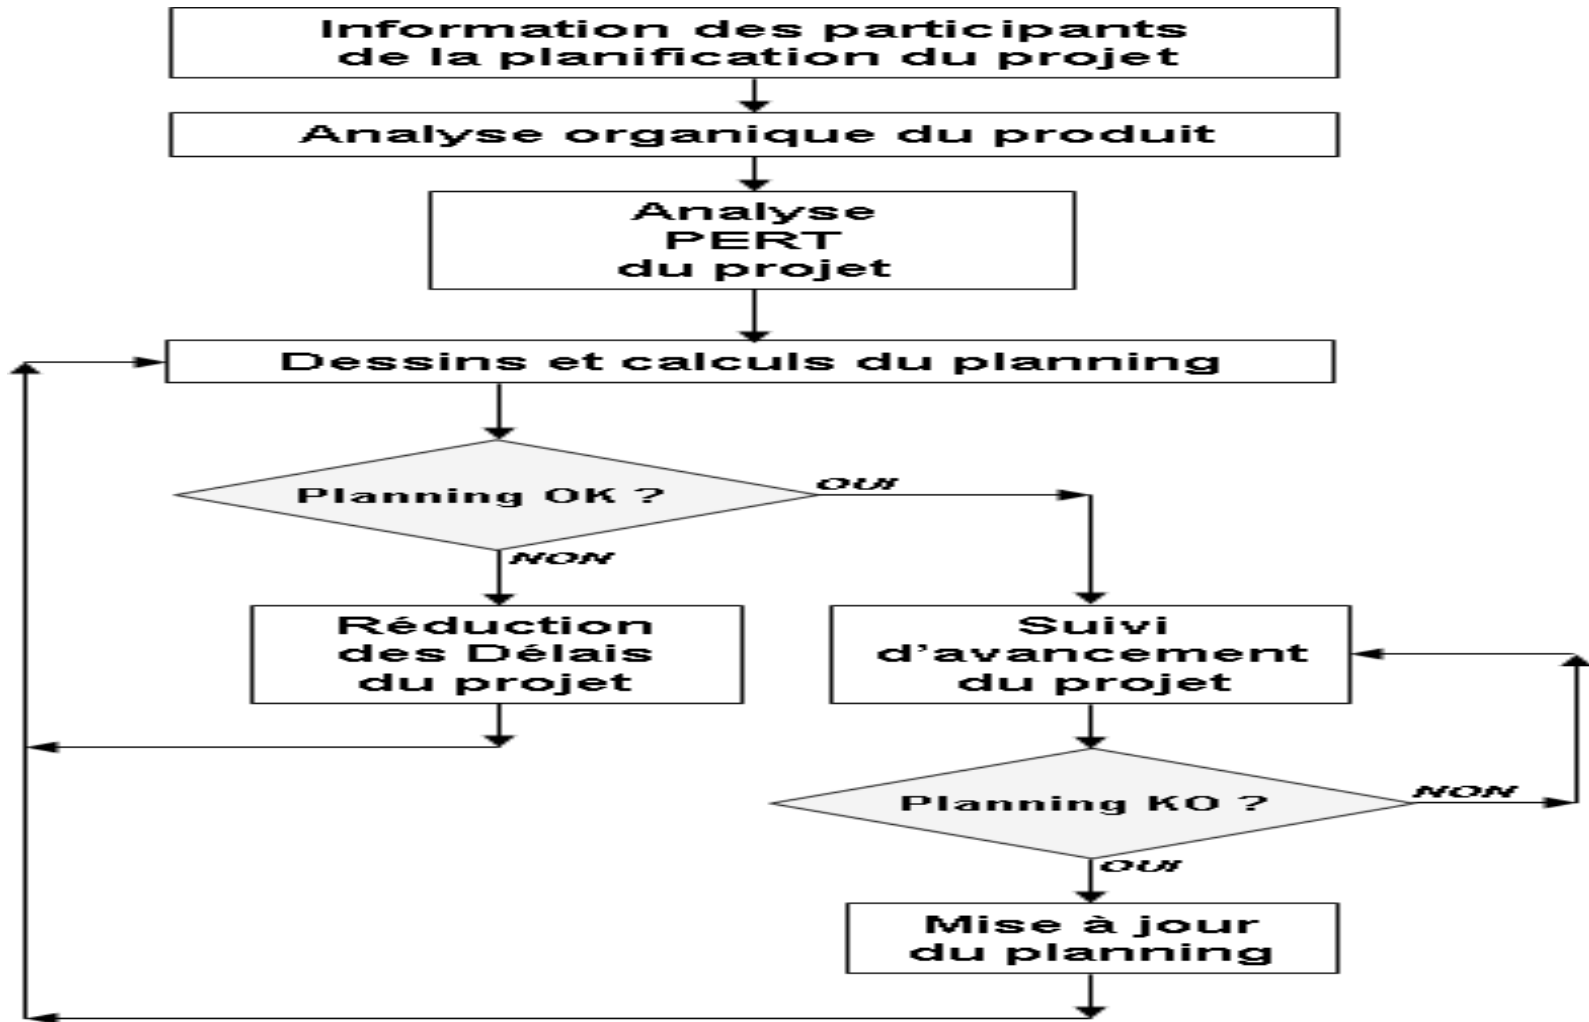 Information des participants
de la planification du projet
Analyse organique du produit
Analyse
PERT
du projet
Dessins et calculs du planning
Planning OK ?
OUI
NON
Réduction
des Délais
du projet
Suivi
d'avancement
du projet
Planning KO ?
NON
OUI
Mise à jour
du planning